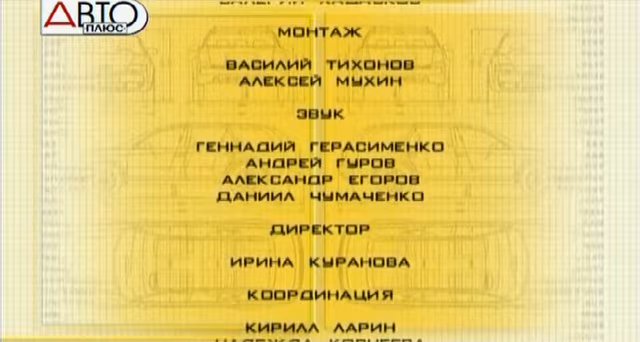 АВТО
ПЛЮС
МОНТАЖ
ВАСИЛИЙ ТИХОНОВ
АЛЕКСЕЙ МУХИН
ЗВУК
ГЕННАДИЙ ГЕРАСИМЕНКО
АНДРЕЙ ГУРОВ
АЛЕКСАНДР ЕГОРОВ
ДАНИИЛ ЧУМАЧЕНКО
ДИРЕКТОР
ИРИНА КУРАНОВА
КООРДИНАЦИЯ
КИРИЛЛ ЛАРИН